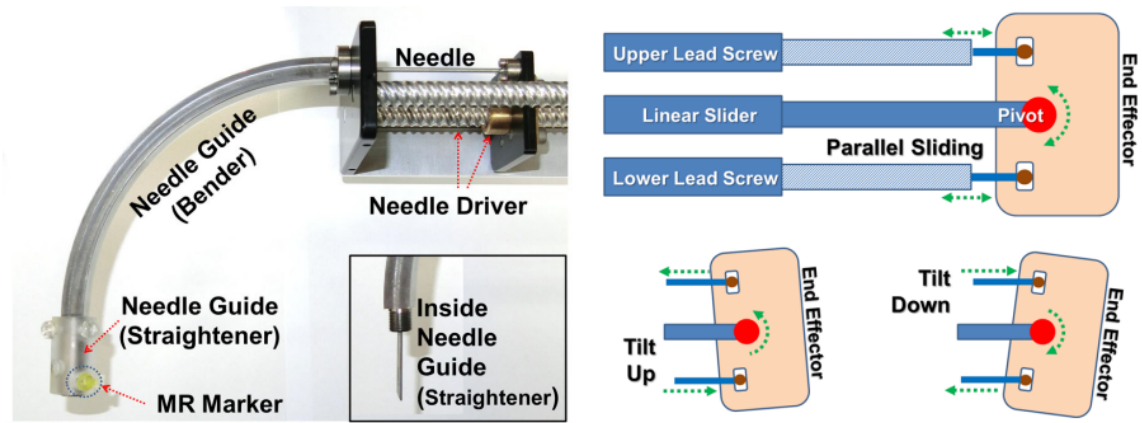 Needle
Needle Guide
(Bender)
Needle Driver
Needle Guide
(Straightener)
MR Marker
Inside
Needle
Guide
(Straightener)
Upper Lead Screw
Linear Slider
Pivot
Parallel Sliding
Lower Lead Screw
End Effector
Tilt
Up
End Effector
Tilt
Down
End Effector